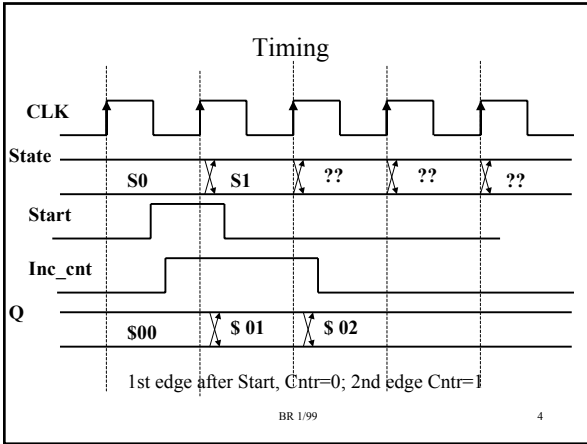 Timing
CLK
State
S0 S1 ?? ?? ??
Start
Inc_cnt
Q
$00 $ 01 $ 02
1st edge after Start, Cntr=0; 2nd edge Cntr=1
BR 1/99 4